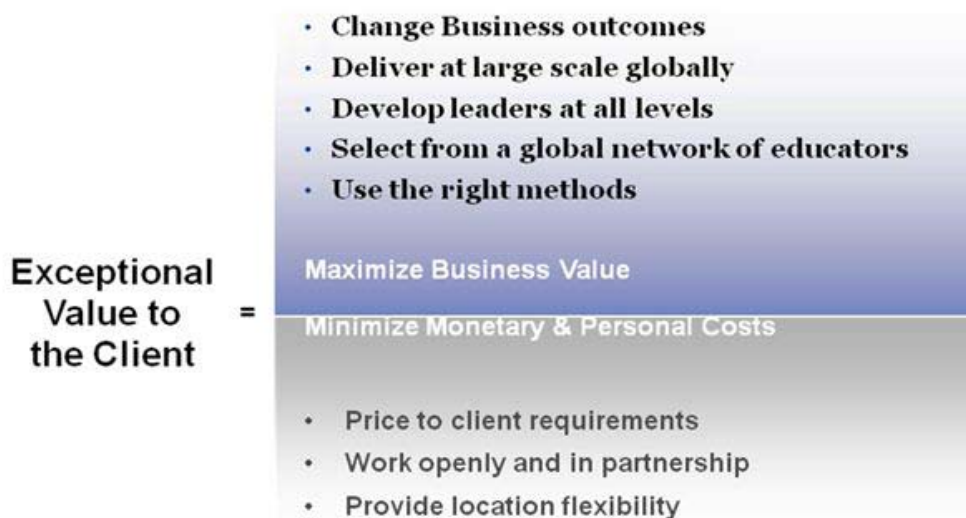 • Change Business outcomes
• Deliver at large scale globally
• Develop leaders at all levels
• Select from a global network of educators
• Use the right methods
Exceptional
Value to
the Client
=
Maximize Business Value
Minimize Monetary & Personal Costs
• Price to client requirements
• Work openly and in partnership
• Provide location flexibility